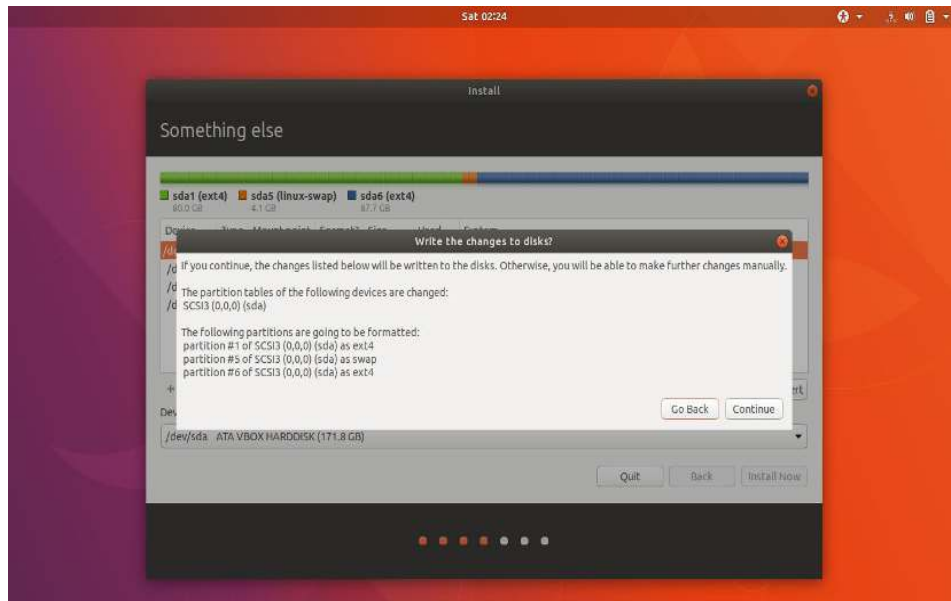 Sat 02:24
Install
Something else
sda1 (ext4) sda5 (linux-swap) sda6 (ext4)
80.0 GB 4.1 GB 87.7 GB
Write the changes to disks?
If you continue, the changes listed below will be written to the disks. Otherwise, you will be able to make further changes manually.
The partition tables of the following devices are changed:
SCSI3 (0,0,0) (sda)
The following partitions are going to be formatted:
partition #1 of SCSI3 (0,0,0) (sda) as ext4
partition #5 of SCSI3 (0,0,0) (sda) as swap
partition #6 of SCSI3 (0,0,0) (sda) as ext4
Go Back Continue
/dev/sda ATA VBOX HARDDISK (171.8 GB)
Quit Back Install Now